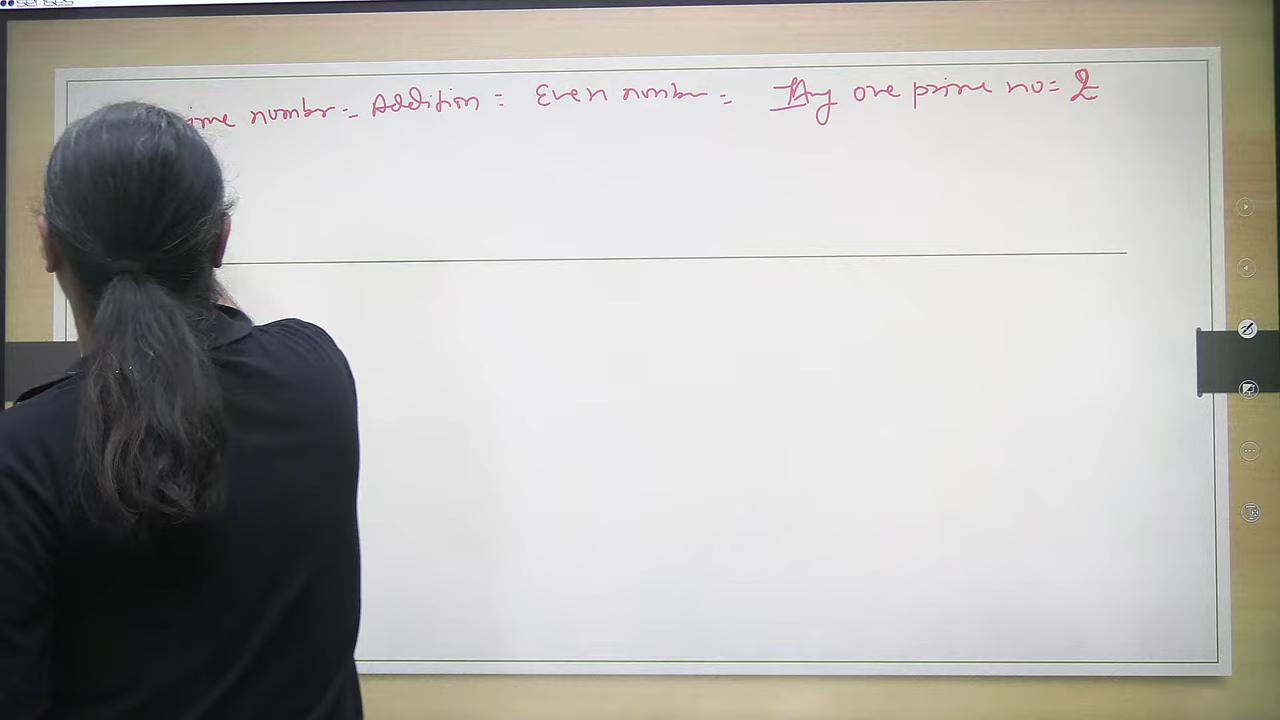 ime number = Addition = Even number = Any one prime no = 2